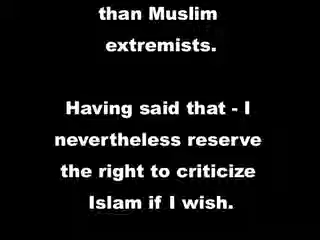 than Muslim
extremists.
Having said that - I
nevertheless reserve
the right to criticize
Islam if I wish.